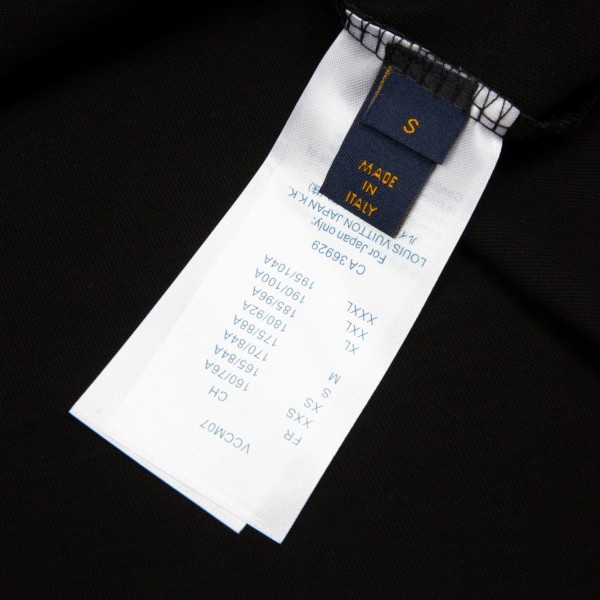 S
MADE
IN
ITALY
VCCM07
FR CH
XXS 160/76A
XS 165/84A
S 170/84A
M 175/88A
180/92A
XL 185/96A
XXL 190/100A
XXXL 195/104A
CA 36929
For Japan only:
LOUIS VUITTON JAPAN K.K.